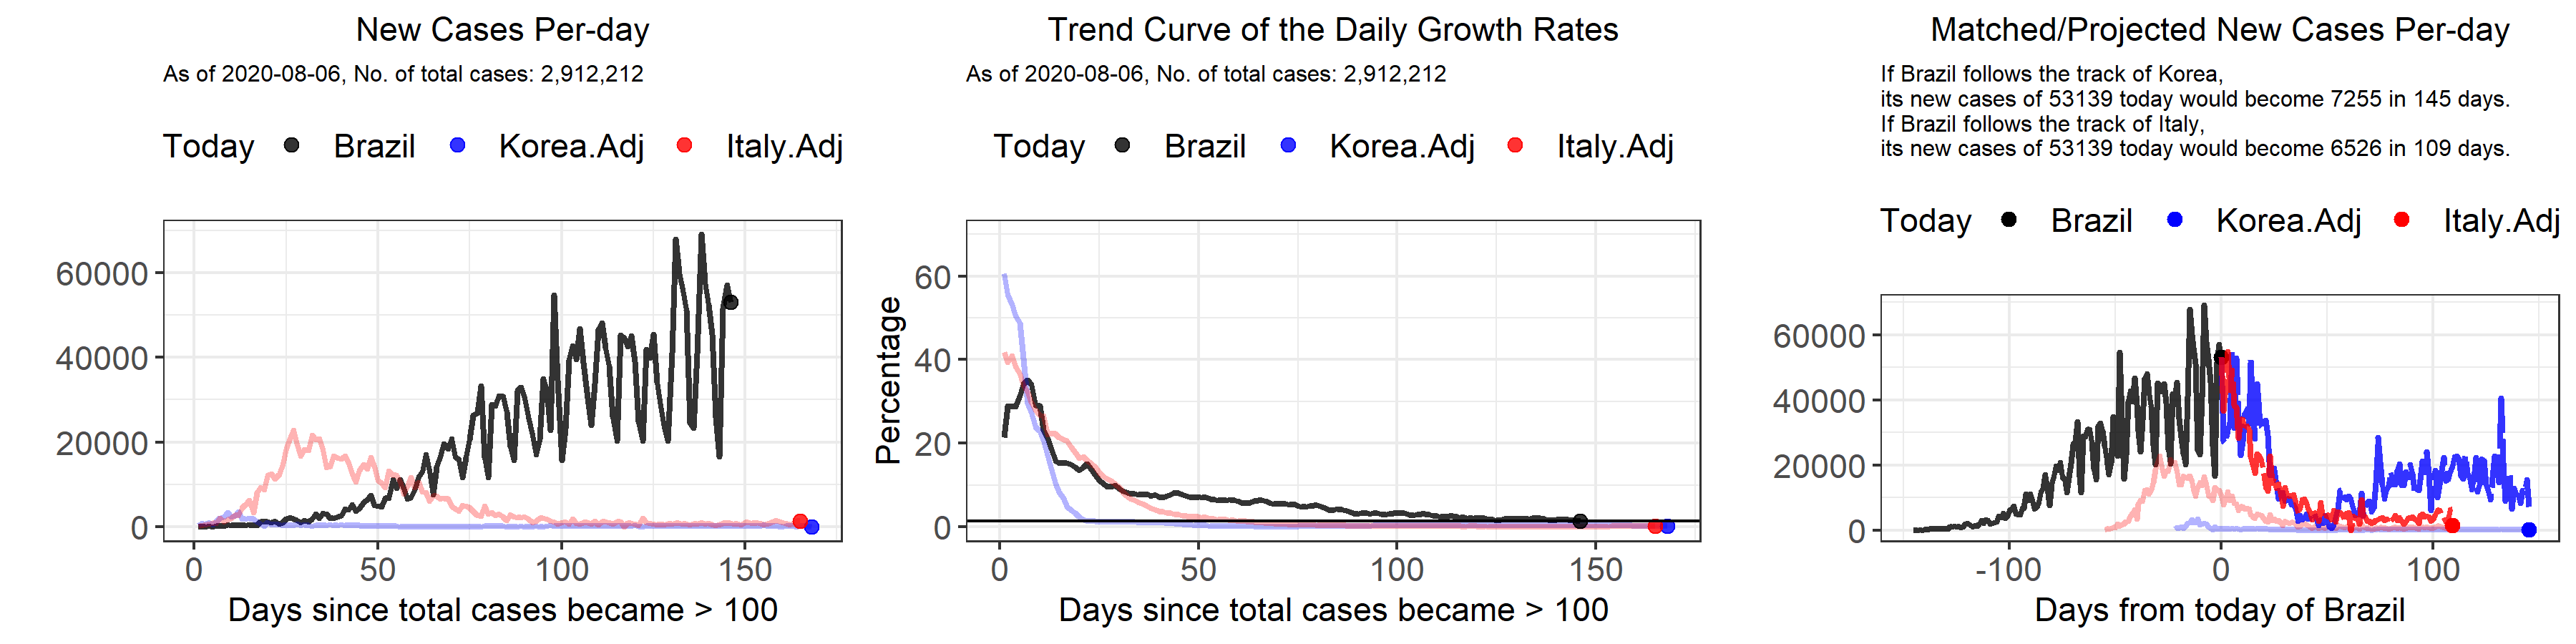 New Cases Per-day
As of 2020-08-06, No. of total cases: 2,912,212
Today Brazil Korea.Adj Italy.Adj
60000
40000
20000
0
0 50 100 150
Days since total cases became > 100
Trend Curve of the Daily Growth Rates
As of 2020-08-06, No. of total cases: 2,912,212
Today Brazil Korea.Adj Italy.Adj
Percentage
60
40
20
0
0 50 100 150
Days since total cases became > 100
Matched/Projected New Cases Per-day
If Brazil follows the track of Korea,
its new cases of 53139 today would become 7255 in 145 days.
If Brazil follows the track of Italy,
its new cases of 53139 today would become 6526 in 109 days.
Today Brazil Korea.Adj Italy.Adj
60000
40000
20000
0
-100 0 100
Days from today of Brazil